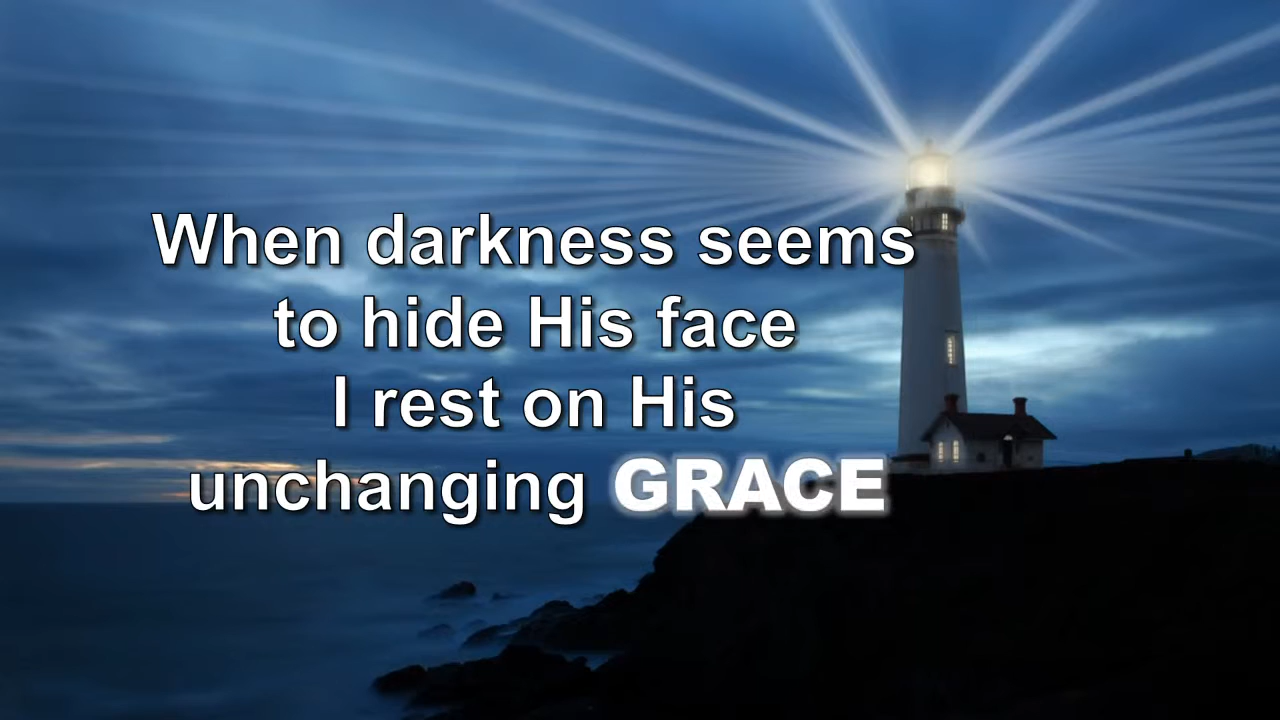 When darkness seems
to hide His face
I rest on His
unchanging GRACE